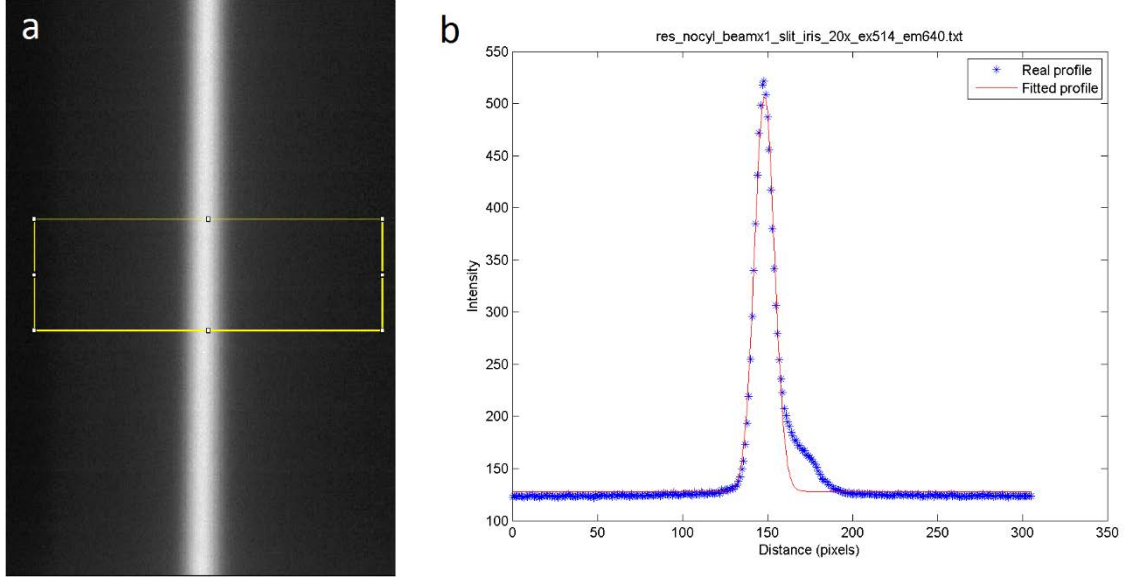 a
b
res_nocyl_beamx1_slit_iris_20x_ex514_em640.txt
Real profile
Fitted profile
Intensity
550
500
450
400
350
300
250
200
150
100
0 50 100 150 200 250 300 350
Distance (pixels)